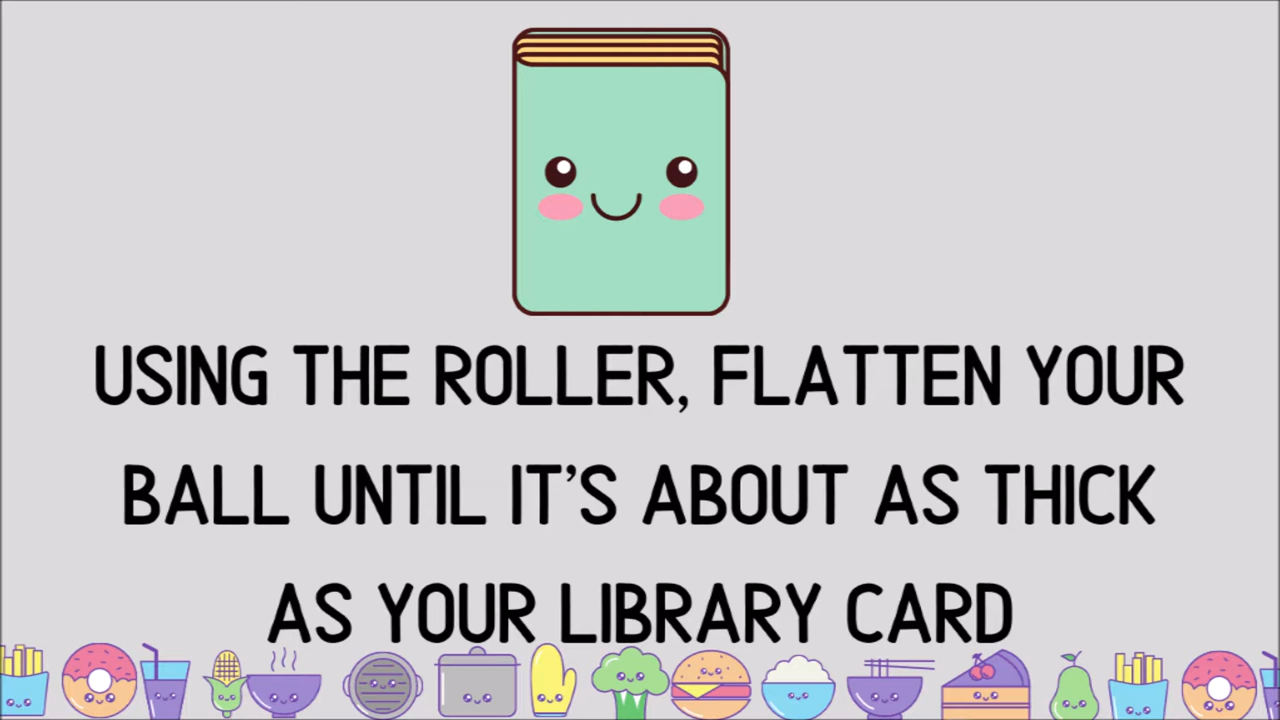 USING THE ROLLER, FLATTEN YOUR
BALL UNTIL IT’S ABOUT AS THICK
AS YOUR LIBRARY CARD